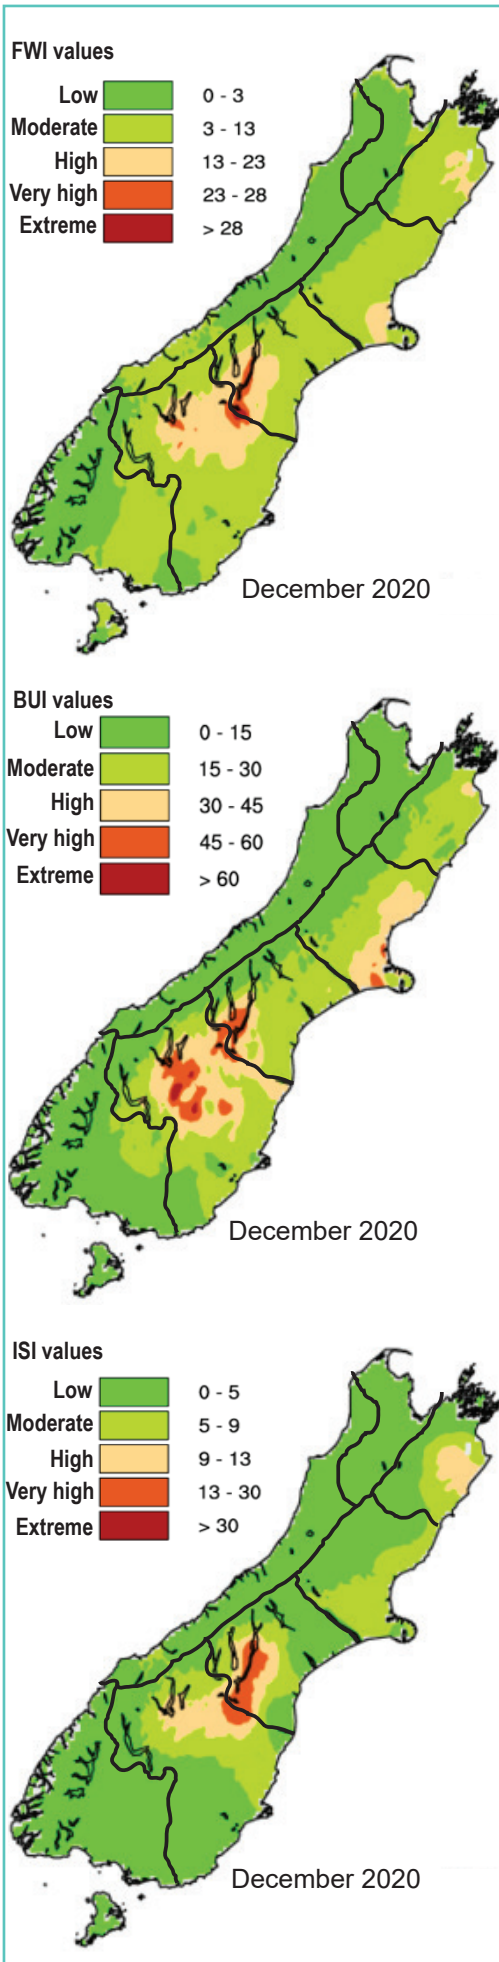 FWI values
Low 0 - 3
Moderate 3 - 13
High 13 - 23
Very high 23 - 28
Extreme > 28
December 2020
BUI values
Low 0 - 15
Moderate 15 - 30
High 30 - 45
Very high 45 - 60
Extreme > 60
December 2020
ISI values
Low 0 - 5
Moderate 5 - 9
High 9 - 13
Very high 13 - 30
Extreme > 30
December 2020